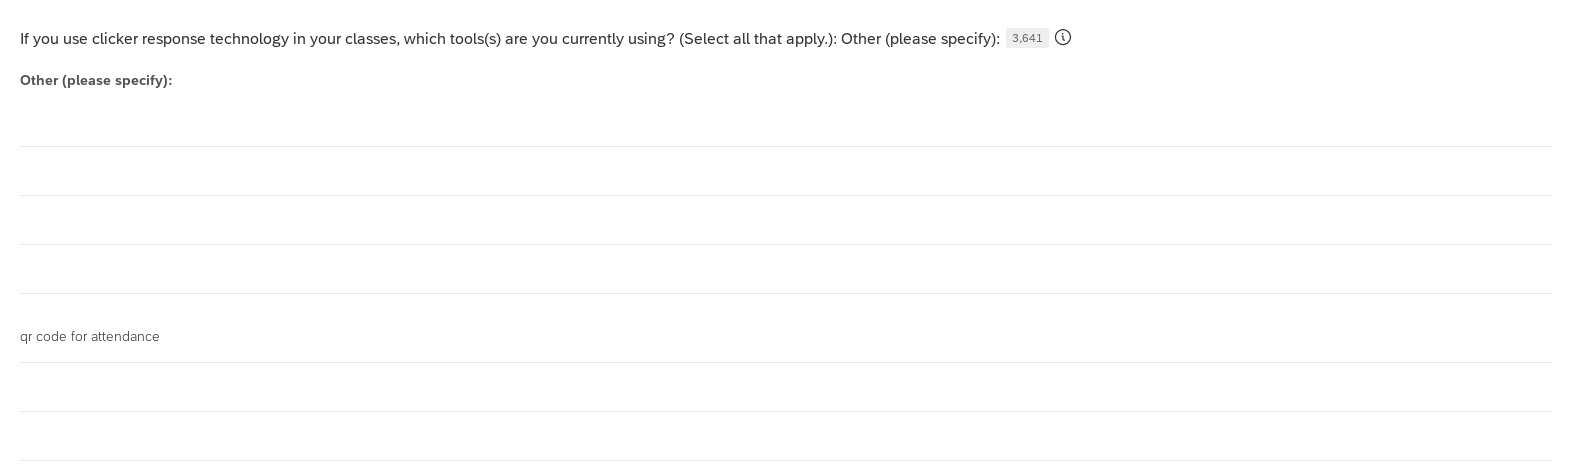 If you use clicker response technology in your classes, which tools(s) are you currently using? (Select all that apply.): Other (please specify): 3,641
Other (please specify):
qr code for attendance